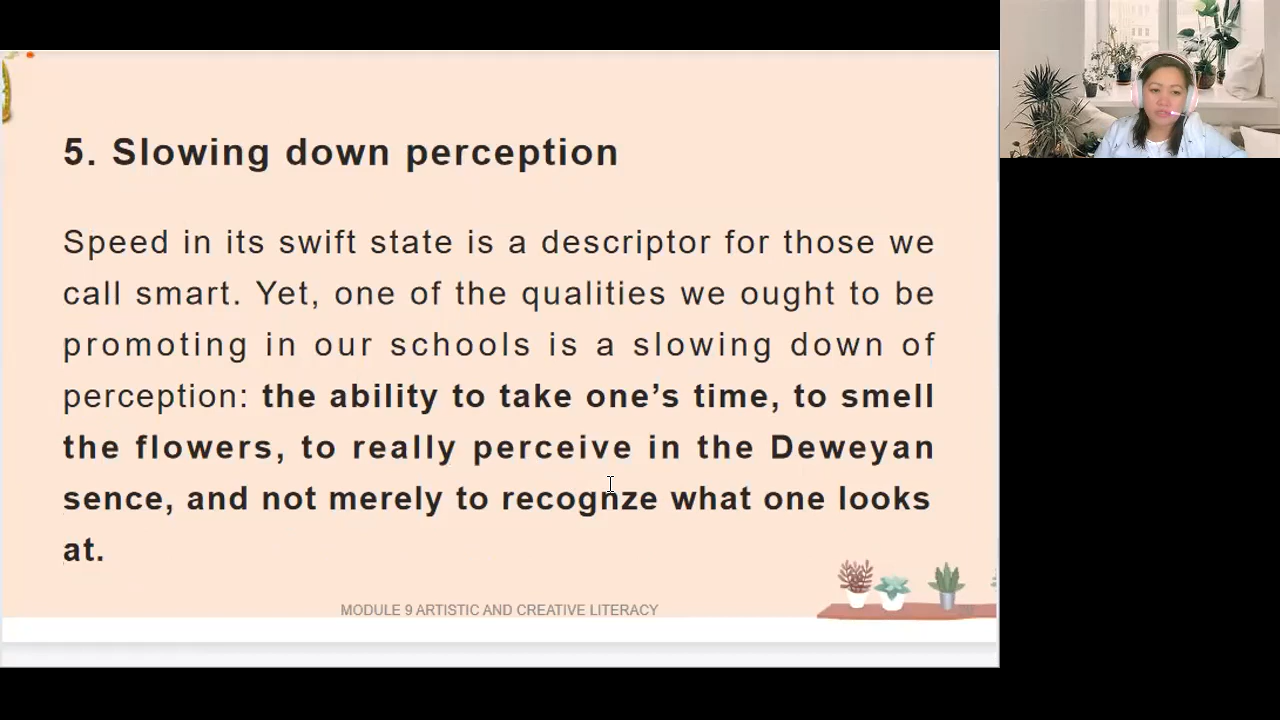 5. Slowing down perception
Speed in its swift state is a descriptor for those we
call smart. Yet, one of the qualities we ought to be
promoting in our schools is a slowing down of
perception: the ability to take one’s time, to smell
the flowers, to really perceive in the Deweyan
sence, and not merely to recognze what one looks
at.
MODULE 9 ARTISTIC AND CREATIVE LITERACY